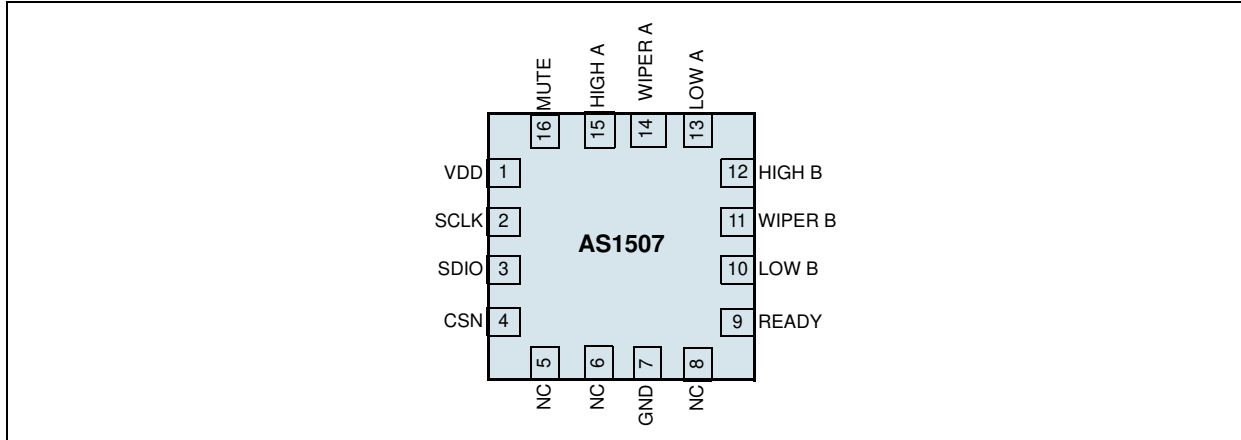 MUTE
HIGH A
WIPER A
LOW A
16
15
14
13
VDD 1
12 HIGH B
SCLK 2
11 WIPER B
AS1507
SDIO 3
10 LOW B
CSN 4
9 READY
5
6
7
8
NC
NC
GND
NC